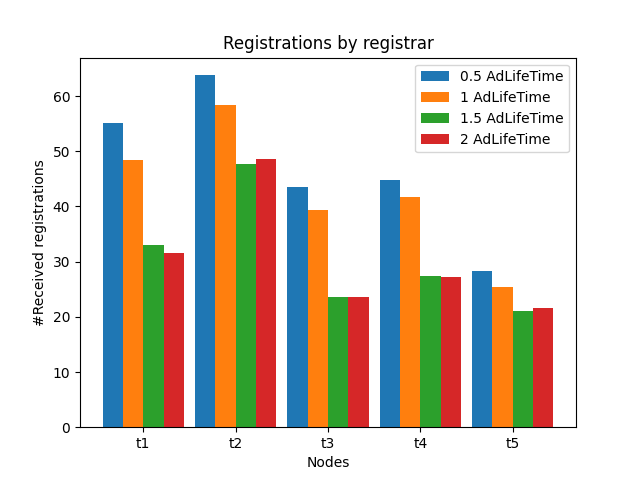 Registrations by registrar
0.5 AdLifeTime
1 AdLifeTime
1.5 AdLifeTime
2 AdLifeTime
#Received registrations
60
50
40
30
20
10
0
t1 t2 t3 t4 t5
Nodes